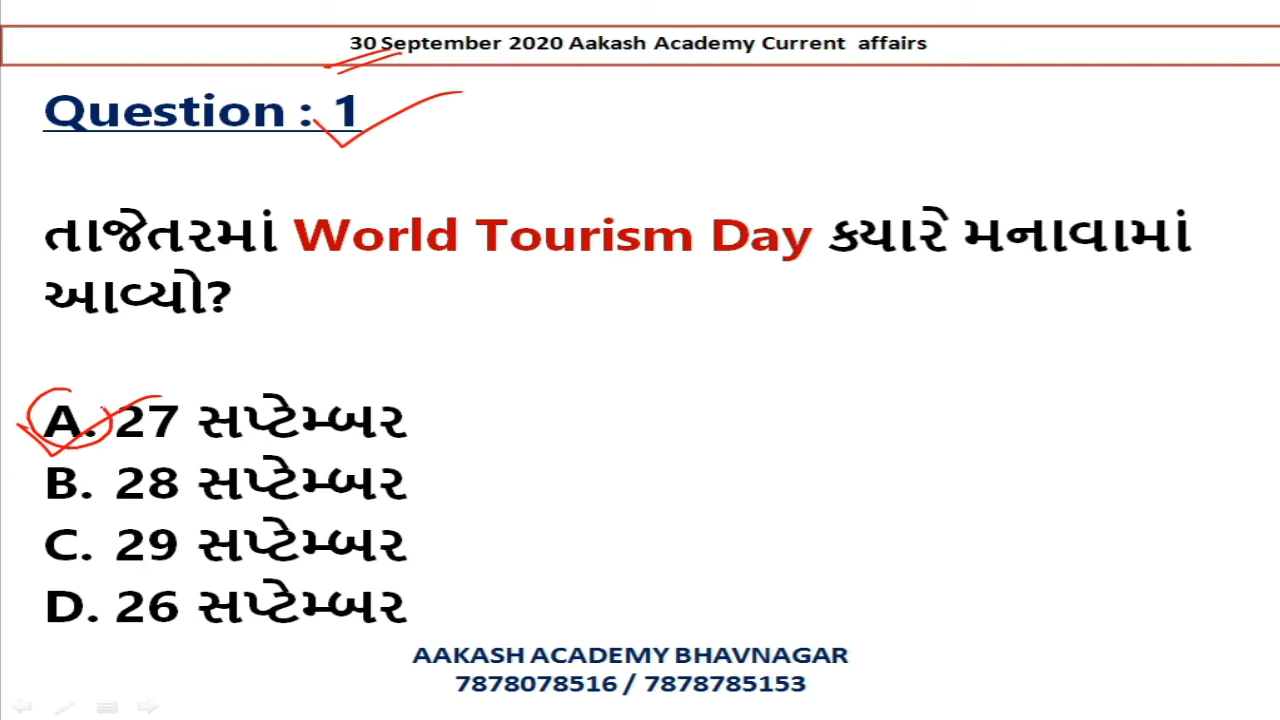 30 September 2020 Aakash Academy Current affairs
Question : 1
તાજેતરમાં World Tourism Day ક્યારે મનાવામાં
આવ્યો?
A. 27 સપ્ટેમ્બર
B. 28 સપ્ટેમ્બર
C. 29 સપ્ટેમ્બર
D. 26 સપ્ટેમ્બર
AAKASH ACADEMY BHAVNAGAR
7878078516 / 7878785153